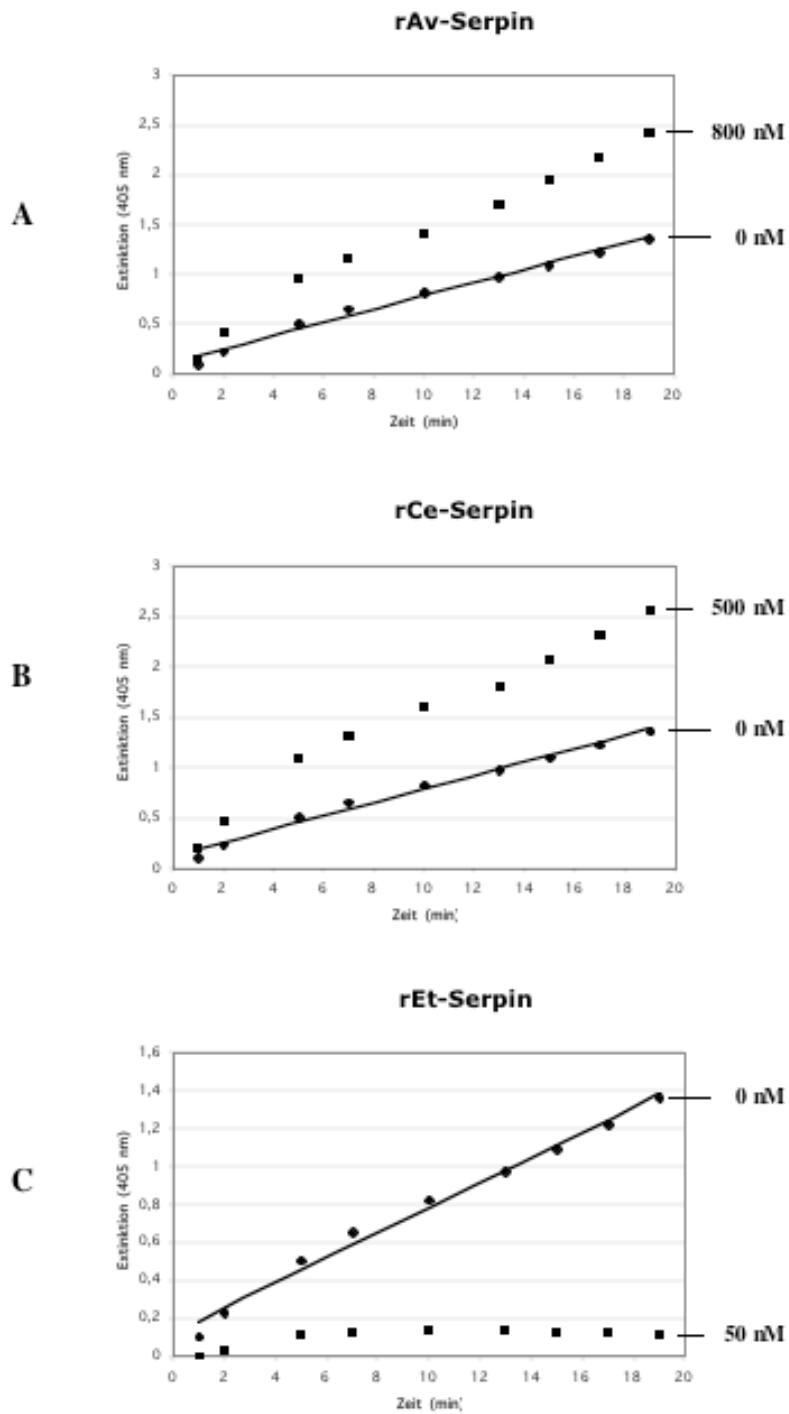 rAv-Serpin
A
Extinktion (405 nm)
3
2,5
2
1,5
1
0,5
0
0 2 4 6 8 10 12 14 16 18 20
Zeit (min)
800 nM
0 nM
rCe-Serpin
B
Extinktion (405 nm)
3
2,5
2
1,5
1
0,5
0
0 2 4 6 8 10 12 14 16 18 20
Zeit (min)
500 nM
0 nM
rEt-Serpin
C
Extinktion (405 nm)
1,6
1,4
1,2
1
0,8
0,6
0,4
0,2
0
0 2 4 6 8 10 12 14 16 18 20
Zeit (min)
0 nM
50 nM